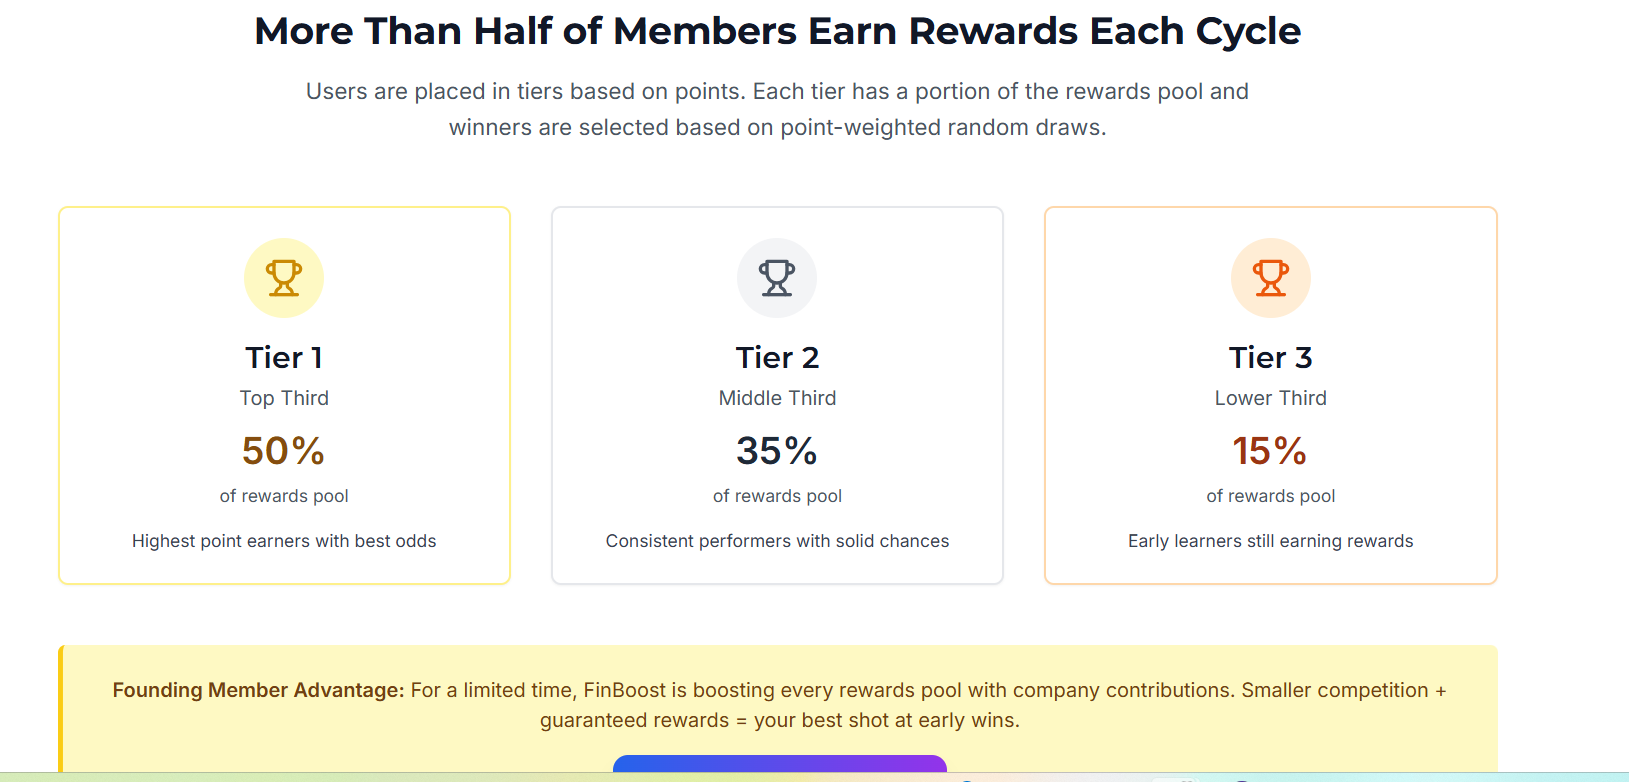 More Than Half of Members Earn Rewards Each Cycle
Users are placed in tiers based on points. Each tier has a portion of the rewards pool and
winners are selected based on point-weighted random draws.
Tier 1
Top Third
50%
of rewards pool
Highest point earners with best odds
Tier 2
Middle Third
35%
of rewards pool
Consistent performers with solid chances
Tier 3
Lower Third
15%
of rewards pool
Early learners still earning rewards
Founding Member Advantage: For a limited time, FinBoost is boosting every rewards pool with company contributions. Smaller competition +
guaranteed rewards = your best shot at early wins.